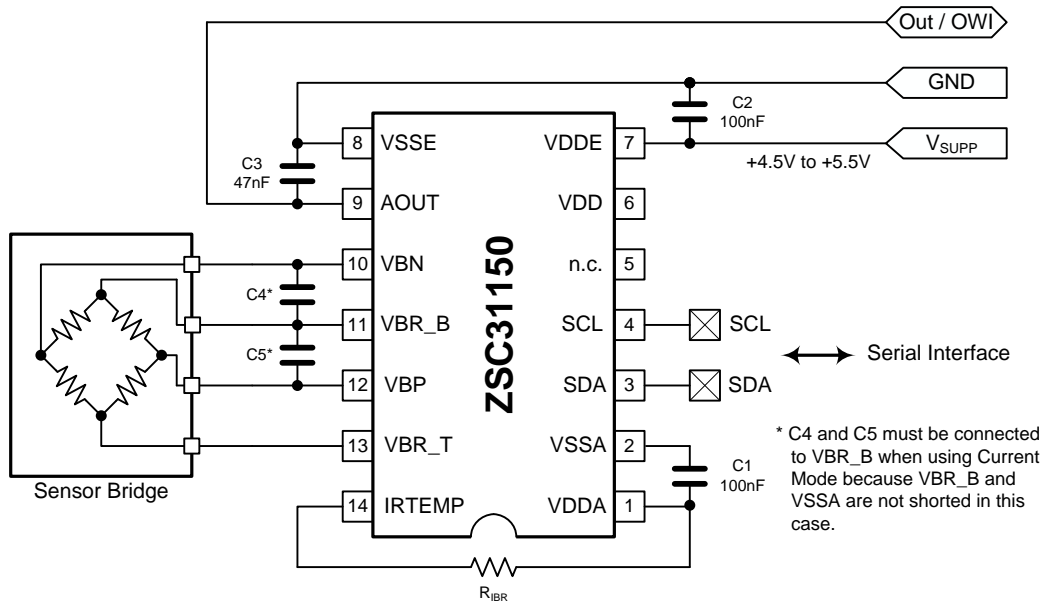 Out / OWI
GND
C2
100nF
V_SUPP
+4.5V to +5.5V
C3
47nF
8 VSSE
VDDE 7
9 AOUT
VDD 6
10 VBN
n.c. 5
C4*
11 VBR_B
SCL 4
SCL
C5*
Serial Interface
12 VBP
SDA 3
SDA
13 VBR_T
VSSA 2
C1
100nF
14 IRTEMP
VDDA 1
ZSC31150
Sensor Bridge
R_IBR
* C4 and C5 must be connected
to VBR_B when using Current
Mode because VBR_B and
VSSA are not shorted in this
case.